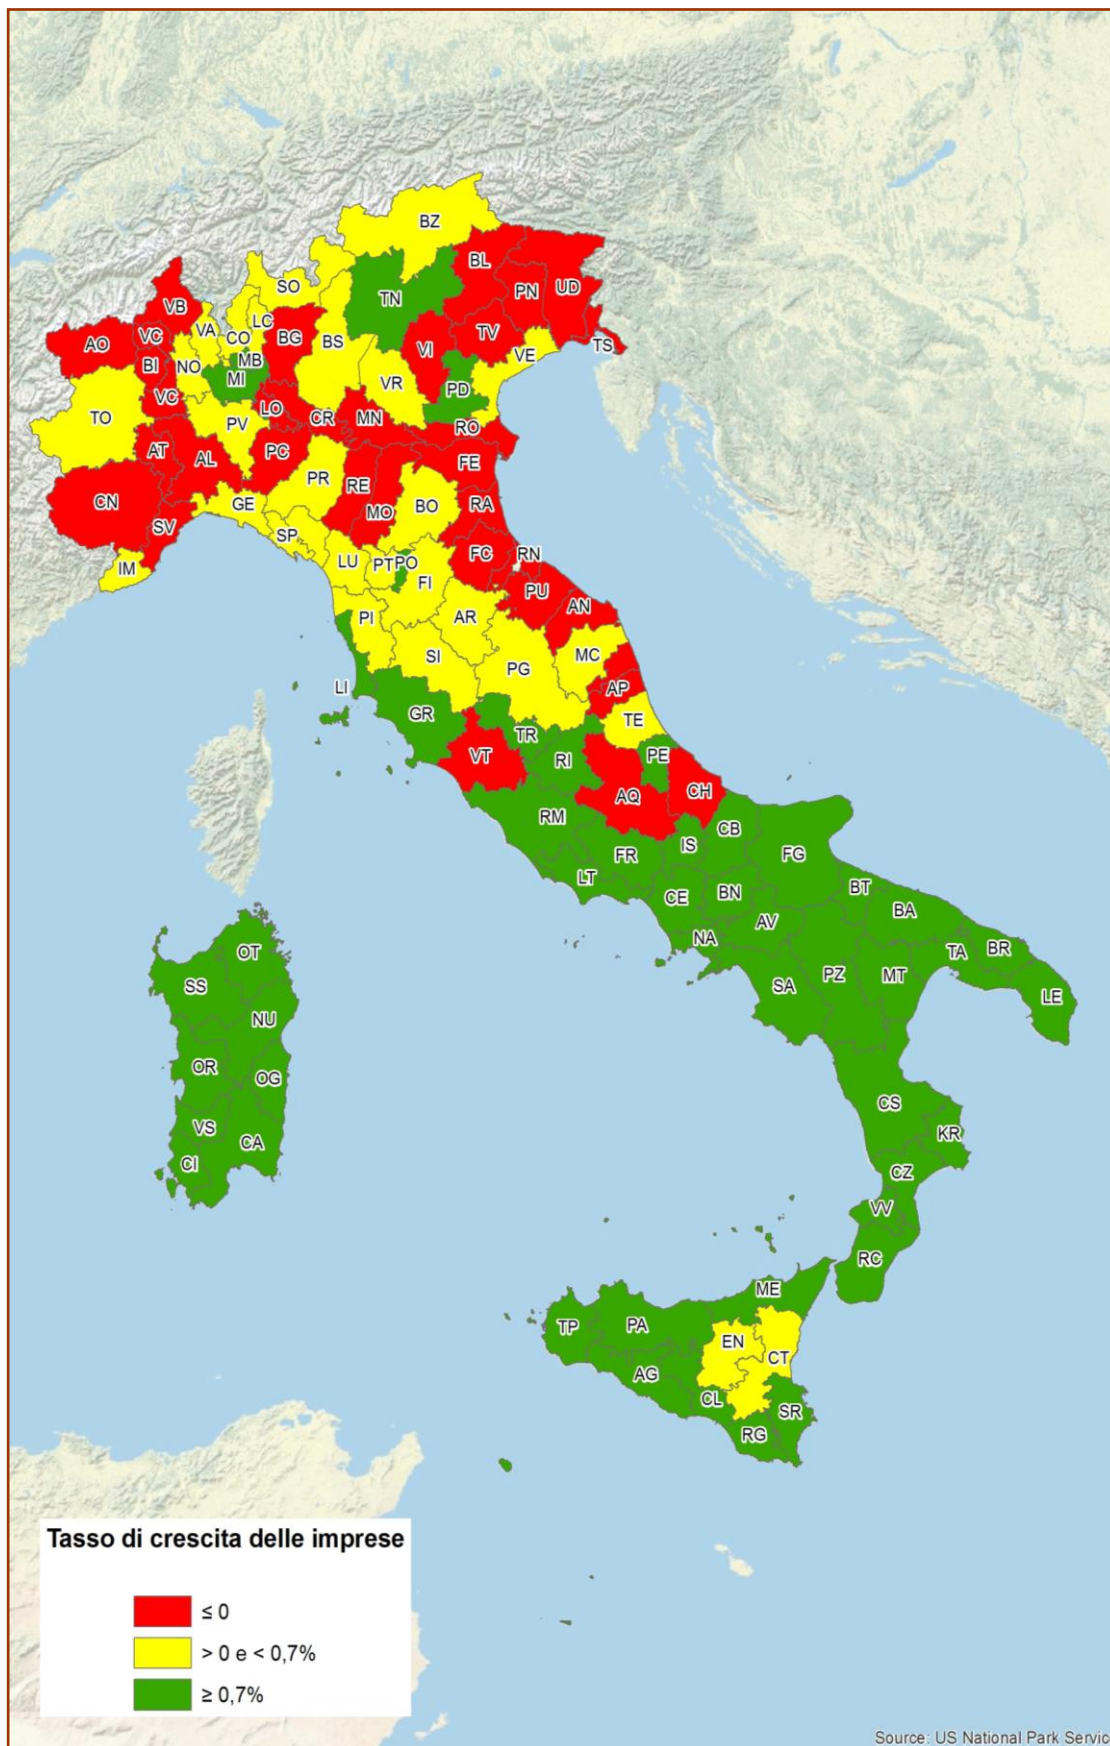 BZ
BL
SO
TN
PN
UD
VB
VA
LC
CO
BG
BS
VI
TV
AO
VC
TS
BI
NO
MB
MI
VE
VR
PD
VC
TO
PV
LO
CR
MN
RO
AT
AL
PC
FE
PR
RE
CN
GE
MO
BO
RA
SV
SP
FC
RN
IM
LU
PT
PO
FI
PU
AN
PI
AR
SI
MC
PG
LI
AP
GR
TE
TR
VT
RI
PE
AQ
CH
RM
CB
IS
FR
FG
LT
BT
CE
BN
BA
AV
NA
TA
BR
OT
PZ
MT
SS
SA
LE
NU
OR
OG
CS
VS
KR
CA
CI
CZ
VV
RC
ME
TP
PA
EN
CT
AG
CL
SR
RG
Tasso di crescita delle imprese
≤ 0
> 0 e < 0,7%
≥ 0,7%
Source: US National Park Servic